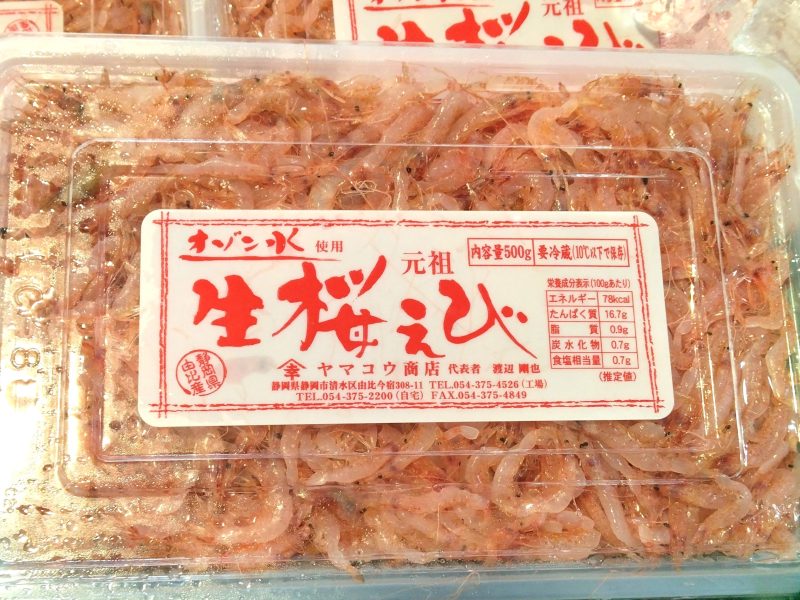 元祖
桜えび
オゾン水 使用
元祖
内容量500g
要冷蔵(10℃以下で保存)
生桜えび
栄養成分表示(100gあたり)
エネルギー 78kcal
たんぱく質 16.7g
脂質 0.9g
炭水化物 0.7g
食塩相当量 0.7g
(推定値)
静岡県
由比産
ヤマコウ商店 代表者 渡辺 剛也
静岡県静岡市清水区由比今宿308-11 TEL.054-375-4526(工場)
TEL.054-375-2200(自宅) FAX.054-375-4849